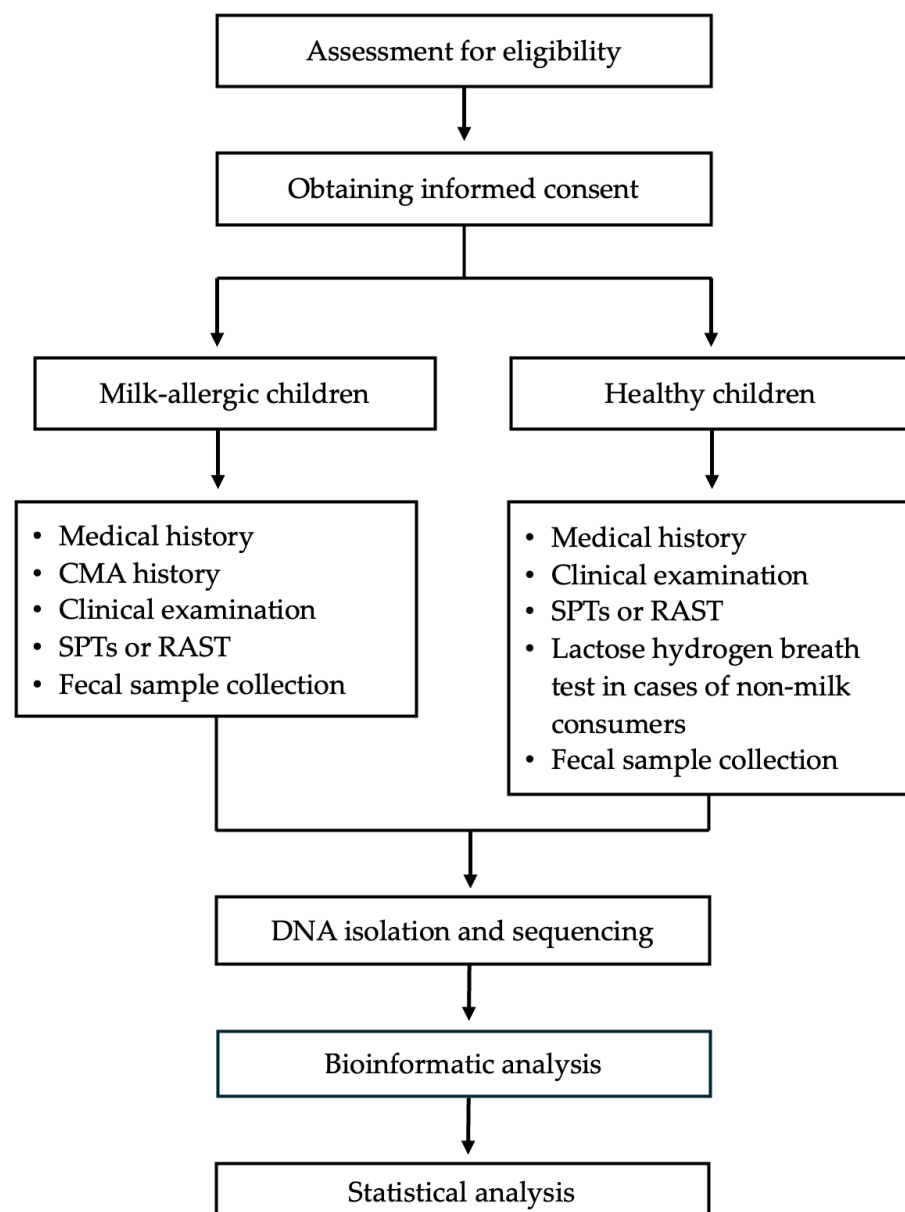 Assessment for eligibility
Obtaining informed consent
Milk-allergic children
Healthy children
• Medical history
• CMA history
• Clinical examination
• SPTs or RAST
• Fecal sample collection
• Medical history
• Clinical examination
• SPTs or RAST
• Lactose hydrogen breath
test in cases of non-milk
consumers
• Fecal sample collection
DNA isolation and sequencing
Bioinformatic analysis
Statistical analysis